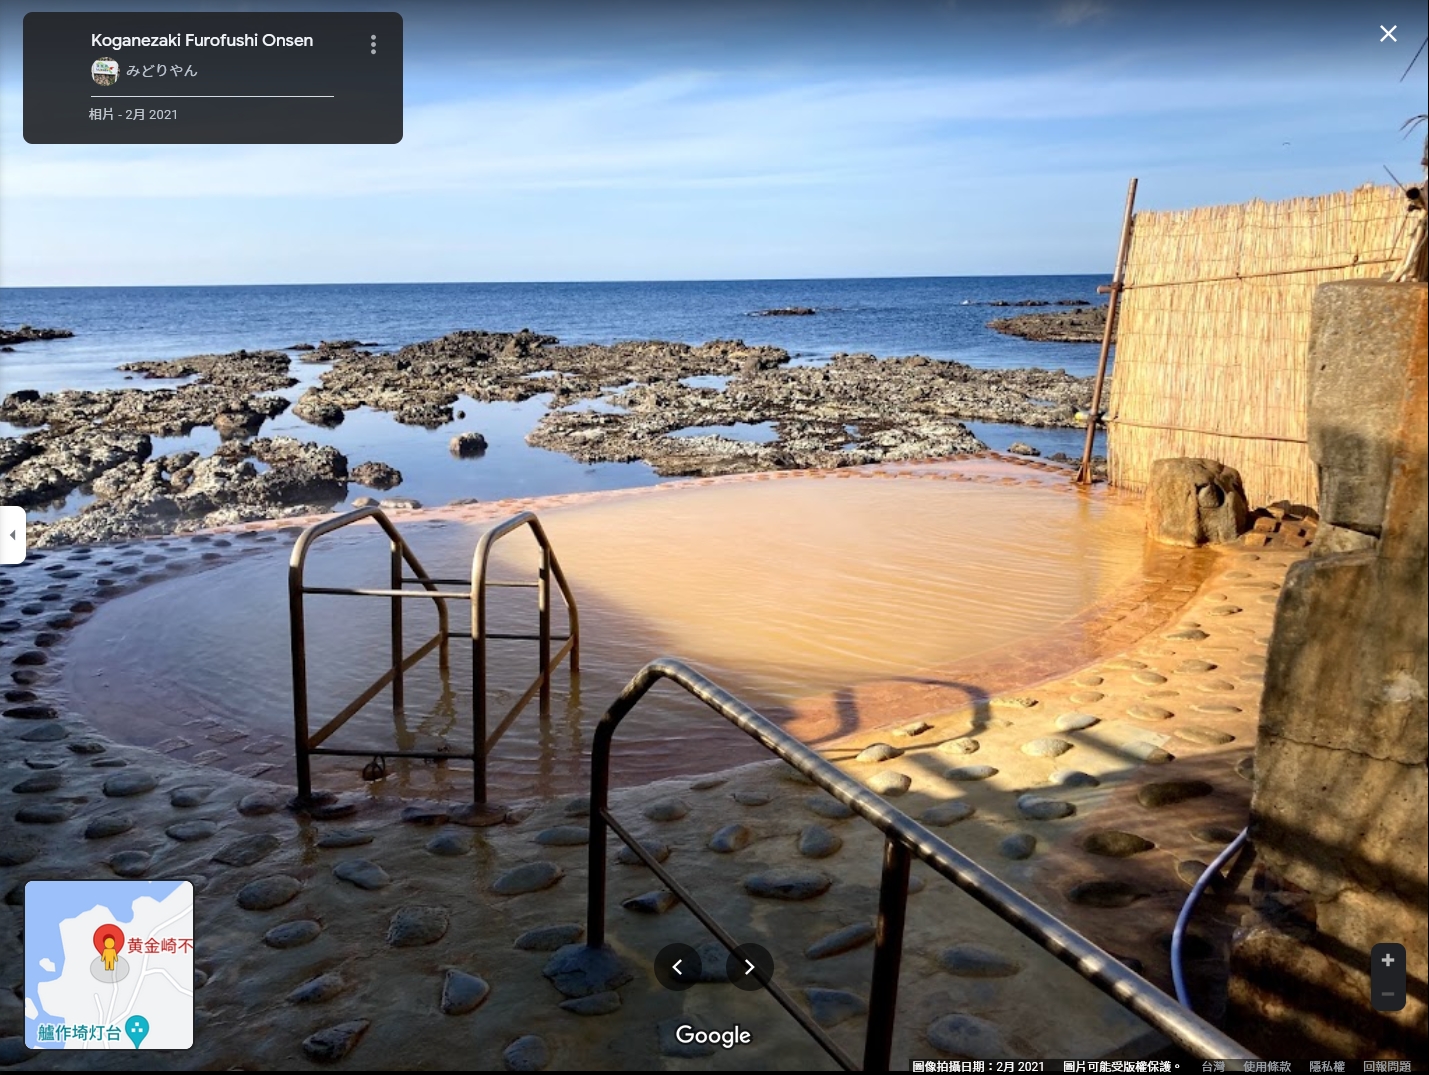 Koganezaki Furofushi Onsen
みどりやん
相片 - 2月 2021
黄金崎不
艫作埼灯台
Google
圖像拍攝日期：2月 2021 圖片可能受版權保護。 台灣 使用條款 隱私權 回報問題